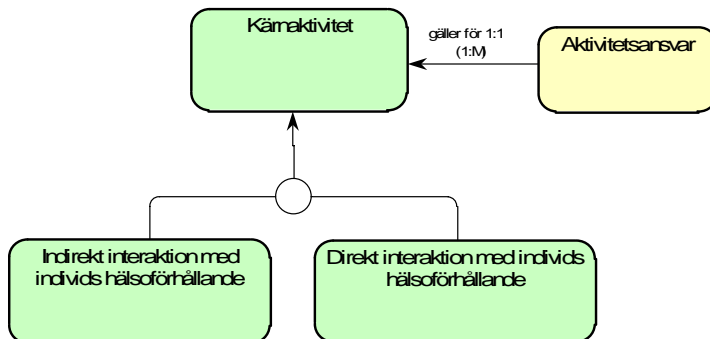 Kärnaktivitet
gäller för 1:1
(1:M)
Aktivitetsansvar
Indirekt interaktion med
individs hälsoförhållande
Direkt interaktion med individs
hälsoförhållande